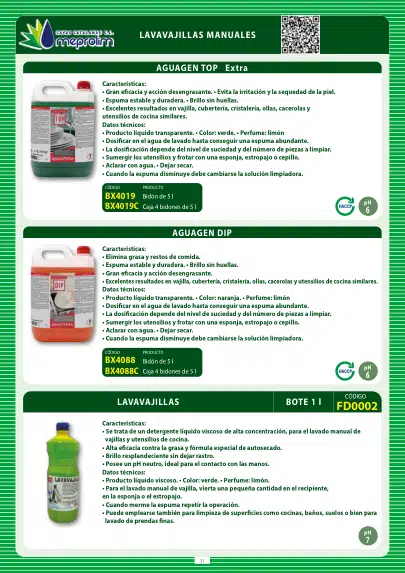 CUTAS CATALANAS S.L.
meprolim
LAVAVAJILLAS MANUALES
AGUAGEN TOP Extra
Características:
• Gran eficacia y acción desengrasante. • Evita la irritación y la sequedad de la piel.
• Espuma estable y duradera. • Brillo sin huellas.
• Excelentes resultados en vajilla, cubertería, cristalería, ollas, cacerolas y
utensilios de cocina similares.
Datos técnicos:
• Producto líquido transparente. • Color: verde. • Perfume: limón
• Dosificar en el agua de lavado hasta conseguir una espuma abundante.
• La dosificación depende del nivel de suciedad y del número de piezas a limpiar.
• Sumergir los utensilios y frotar con una esponja, estropajo o cepillo.
• Aclarar con agua. • Dejar secar.
• Cuando la espuma disminuye debe cambiarse la solución limpiadora.
TOP
CÓDIGO PRODUCTO
BX4019 Bidón de 5 l
BX4019C Caja 4 bidones de 5 l
HACCP
pH
6
AGUAGEN DIP
Características:
• Elimina grasa y restos de comida.
• Espuma estable y duradera. • Brillo sin huellas.
• Gran eficacia y acción desengrasante.
• Excelentes resultados en vajilla, cubertería, cristalería, ollas, cacerolas y utensilios de cocina similares.
Datos técnicos:
• Producto líquido transparente. • Color: naranja. • Perfume: limón
• Dosificar en el agua de lavado hasta conseguir una espuma abundante.
• La dosificación depende del nivel de suciedad y del número de piezas a limpiar.
• Sumergir los utensilios y frotar con una esponja, estropajo o cepillo.
• Aclarar con agua. • Dejar secar.
• Cuando la espuma disminuye debe cambiarse la solución limpiadora.
DIP
CÓDIGO PRODUCTO
BX4088 Bidón de 5 l
BX4088C Caja 4 bidones de 5 l
HACCP
pH
6
LAVAVAJILLAS
BOTE 1 l
CÓDIGO
FD0002
Características:
• Se trata de un detergente líquido viscoso de alta concentración, para el lavado manual de
vajillas y utensilios de cocina.
• Alta eficacia contra la grasa y fórmula especial de autosecado.
• Brillo resplandeciente sin dejar rastro.
• Posee un pH neutro, ideal para el contacto con las manos.
Datos técnicos:
• Producto líquido viscoso. • Color: verde. • Perfume: limón.
• Para el lavado manual de vajilla, vierta una pequeña cantidad en el recipiente,
en la esponja o el estropajo.
• Cuando merme la espuma repetir la operación.
• Puede emplearse también para limpieza de superficies como cocinas, baños, suelos o bien para
lavado de prendas finas.
LAVAVAJILLAS
pH
7
31